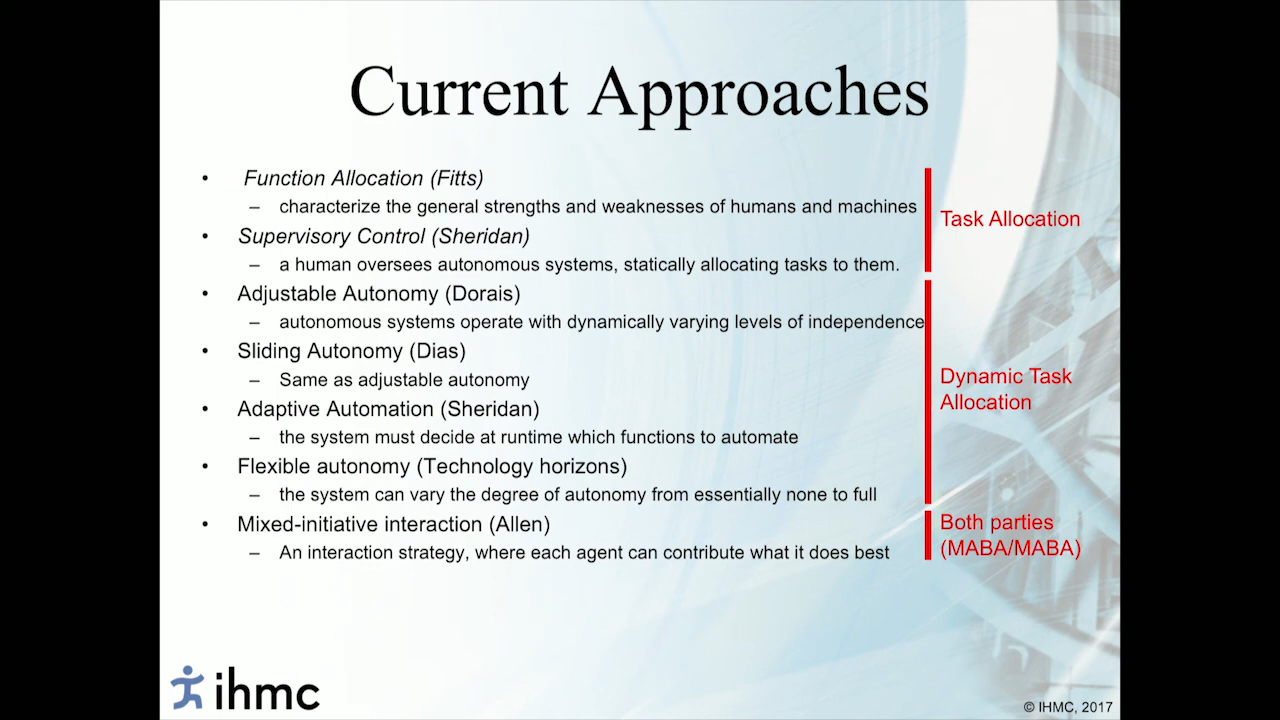 Current Approaches
• Function Allocation (Fitts)
– characterize the general strengths and weaknesses of humans and machines
• Supervisory Control (Sheridan)
– a human oversees autonomous systems, statically allocating tasks to them.
• Adjustable Autonomy (Dorais)
– autonomous systems operate with dynamically varying levels of independence
• Sliding Autonomy (Dias)
– Same as adjustable autonomy
• Adaptive Automation (Sheridan)
– the system must decide at runtime which functions to automate
• Flexible autonomy (Technology horizons)
– the system can vary the degree of autonomy from essentially none to full
• Mixed-initiative interaction (Allen)
– An interaction strategy, where each agent can contribute what it does best
Task Allocation
Dynamic Task
Allocation
Both parties
(MABA/MABA)
ihmc
© IHMC, 2017